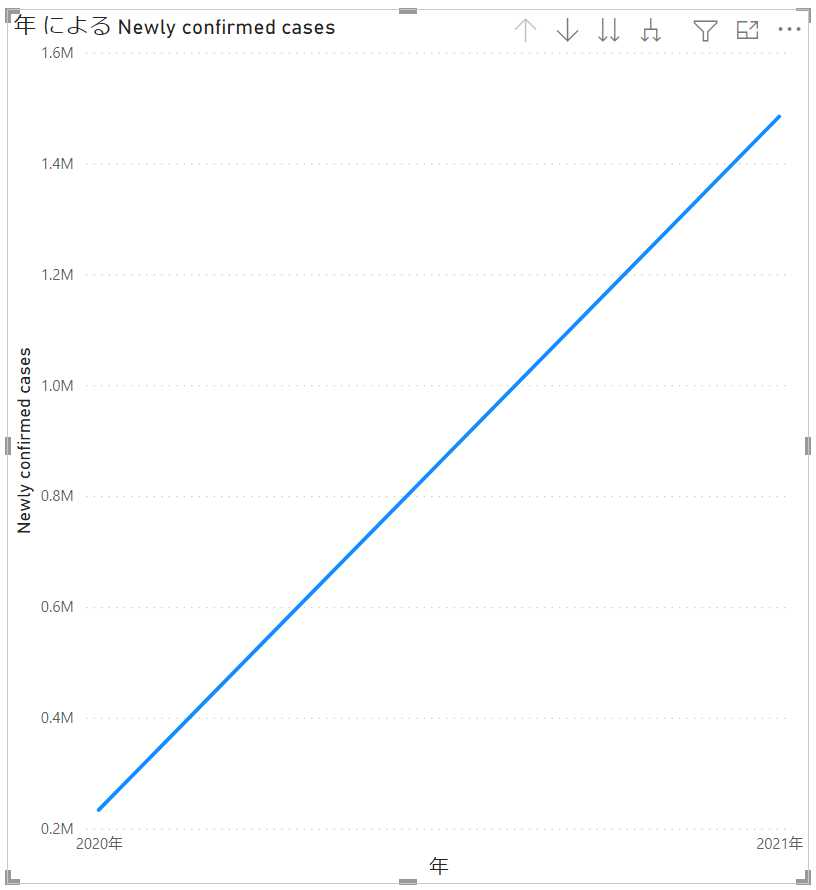 年 による Newly confirmed cases
1.6M
1.4M
1.2M
1.0M
0.8M
0.6M
0.4M
0.2M
Newly confirmed cases
2020年
2021年
年